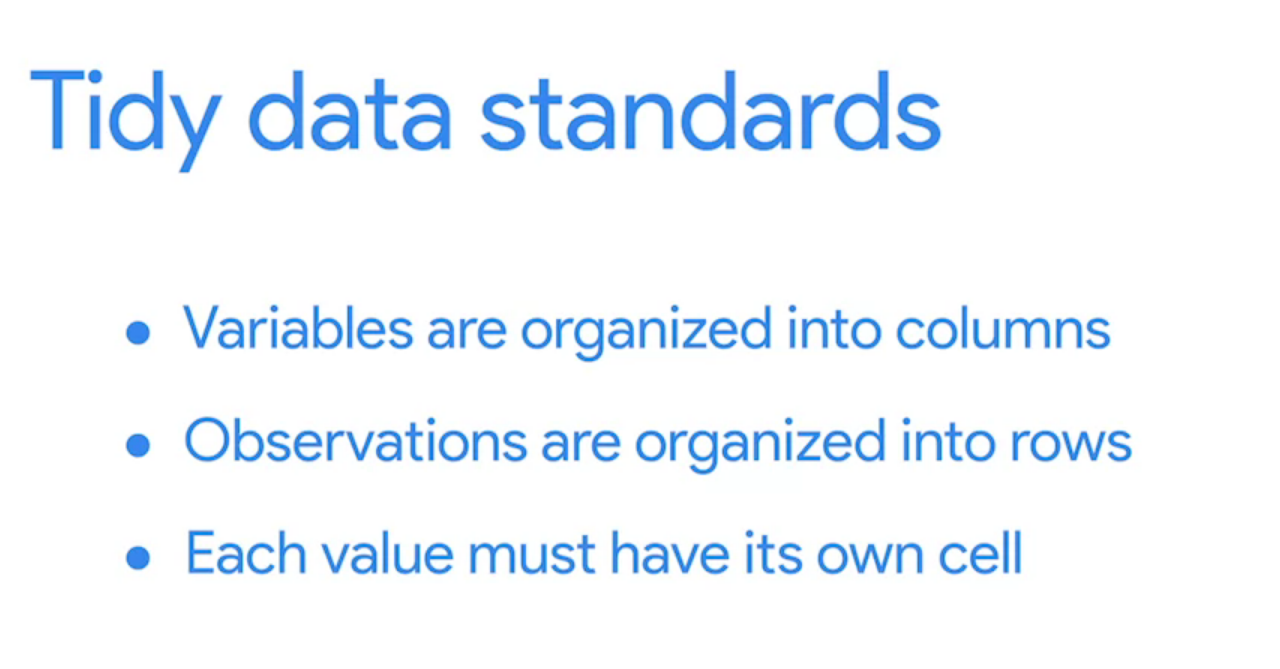 Tidy data standards
● Variables are organized into columns
● Observations are organized into rows
● Each value must have its own cell